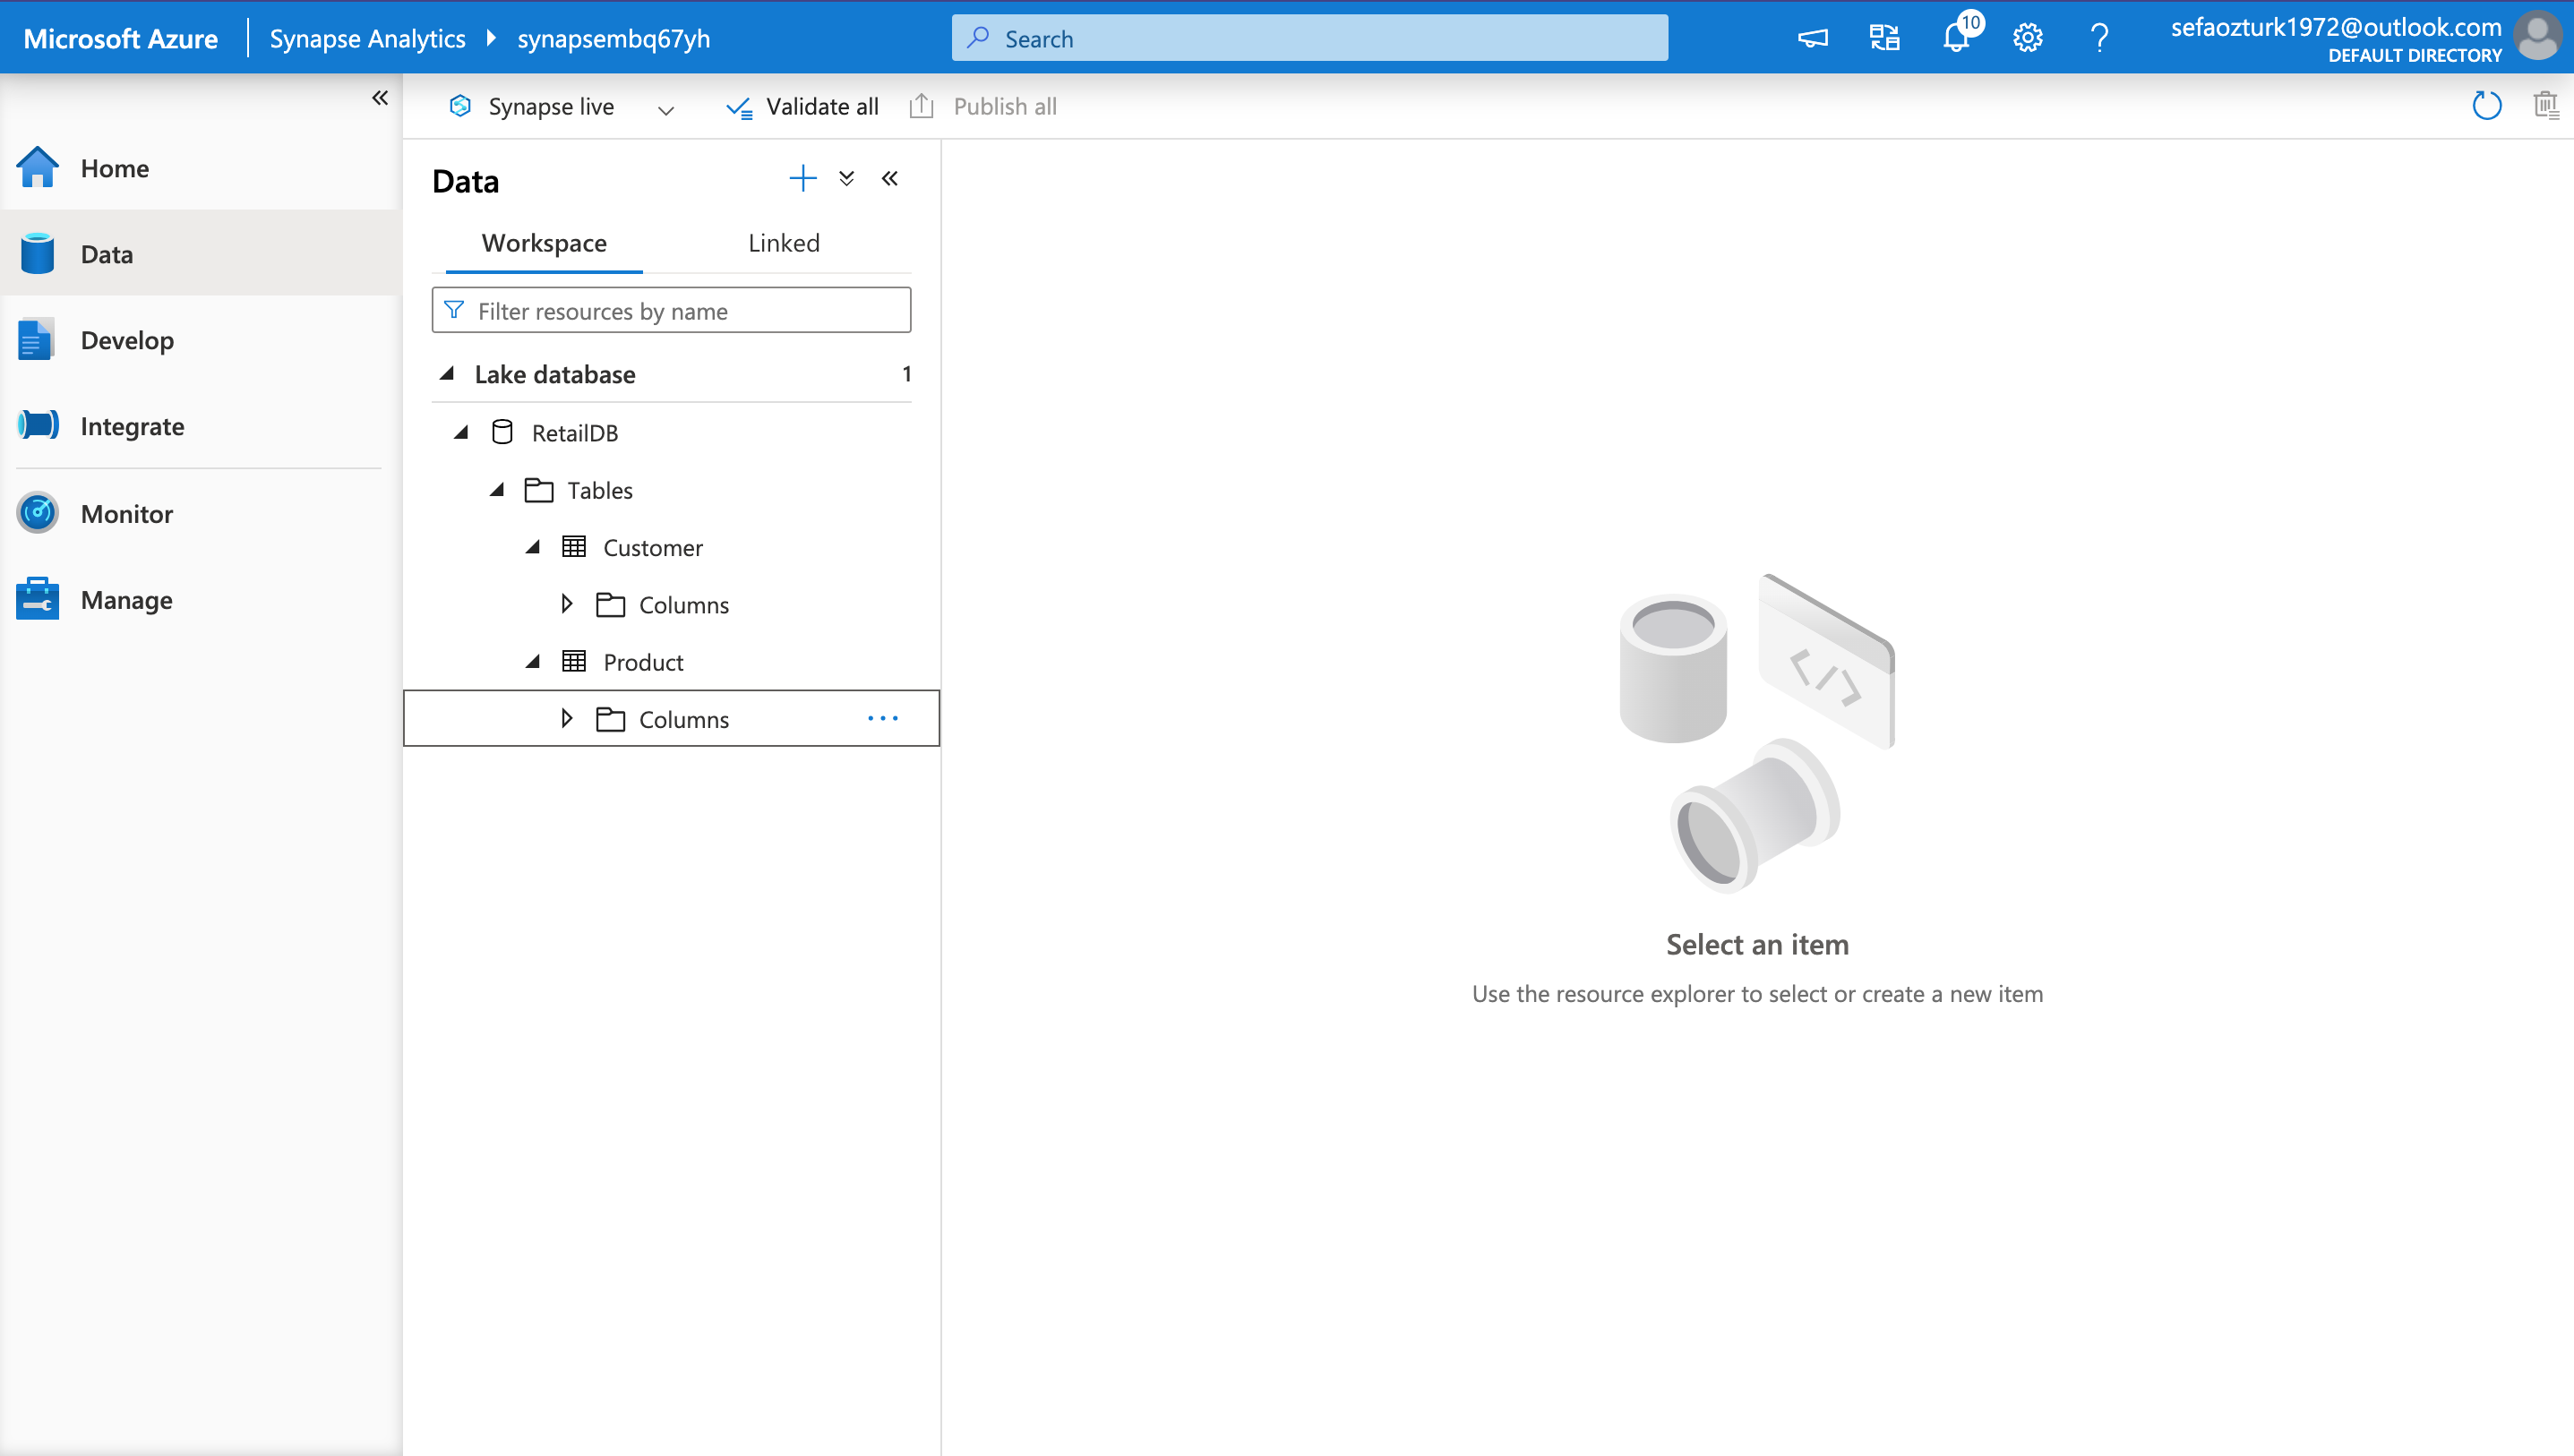 Microsoft Azure
Synapse Analytics
synapsembq67yh
Search
10
sefaozturk1972@outlook.com
DEFAULT DIRECTORY
Synapse live
Validate all
Publish all
Home
Data
Develop
Integrate
Monitor
Manage
Data
Workspace
Linked
Filter resources by name
Lake database 1
RetailDB
Tables
Customer
Columns
Product
Columns
Select an item
Use the resource explorer to select or create a new item